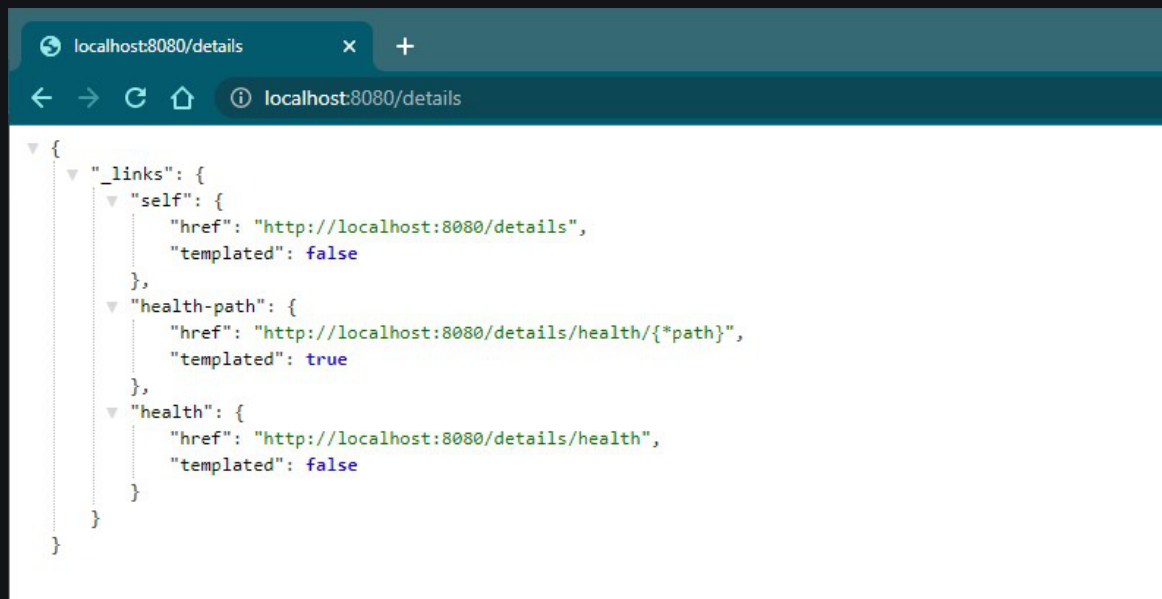 localhost:8080/details
localhost:8080/details
{
"_links": {
"self": {
"href": "http://localhost:8080/details",
"templated": false
},
"health-path": {
"href": "http://localhost:8080/details/health/{*path}",
"templated": true
},
"health": {
"href": "http://localhost:8080/details/health",
"templated": false
}
}
}